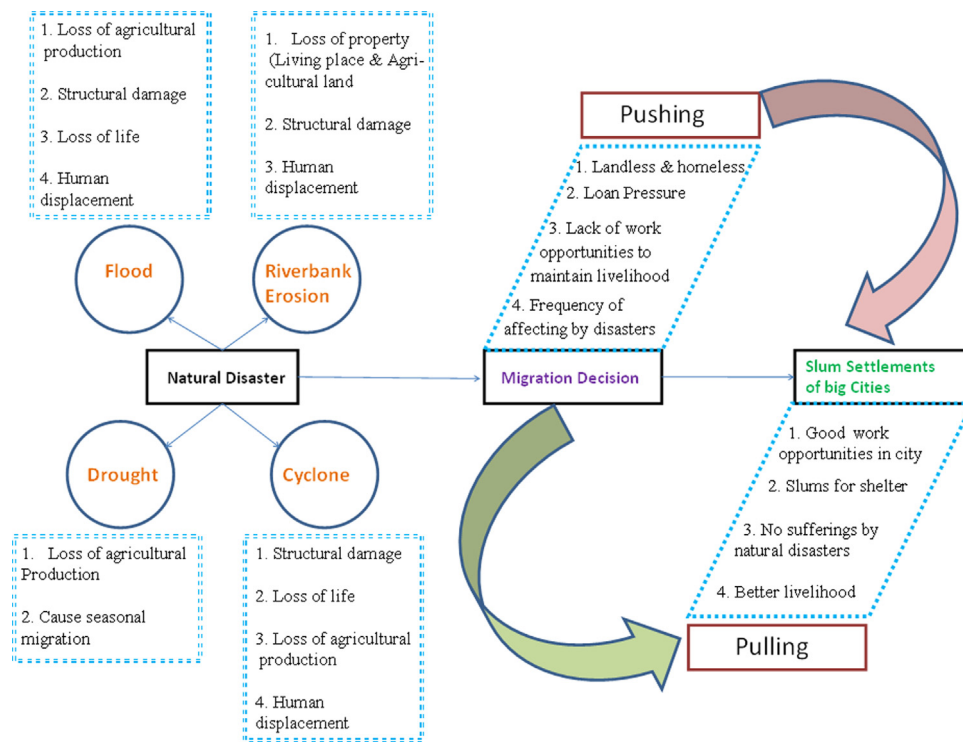 1. Loss of agricultural
production
2. Structural damage
3. Loss of life
4. Human
displacement
1. Loss of property
(Living place & Agri-
cultural land
2. Structural damage
3. Human
displacement
Flood
Riverbank
Erosion
Natural Disaster
Drought
Cyclone
1. Loss of agricultural
Production
2. Cause seasonal
migration
1. Structural damage
2. Loss of life
3. Loss of agricultural
production
4. Human
displacement
Pushing
1. Landless & homeless
2. Loan Pressure
3. Lack of work
opportunities to
maintain livelihood
4. Frequency of
affecting by disasters
Migration Decision
Slum Settlements
of big Cities
1. Good work
opportunities in city
2. Slums for shelter
3. No sufferings by
natural disasters
4. Better livelihood
Pulling